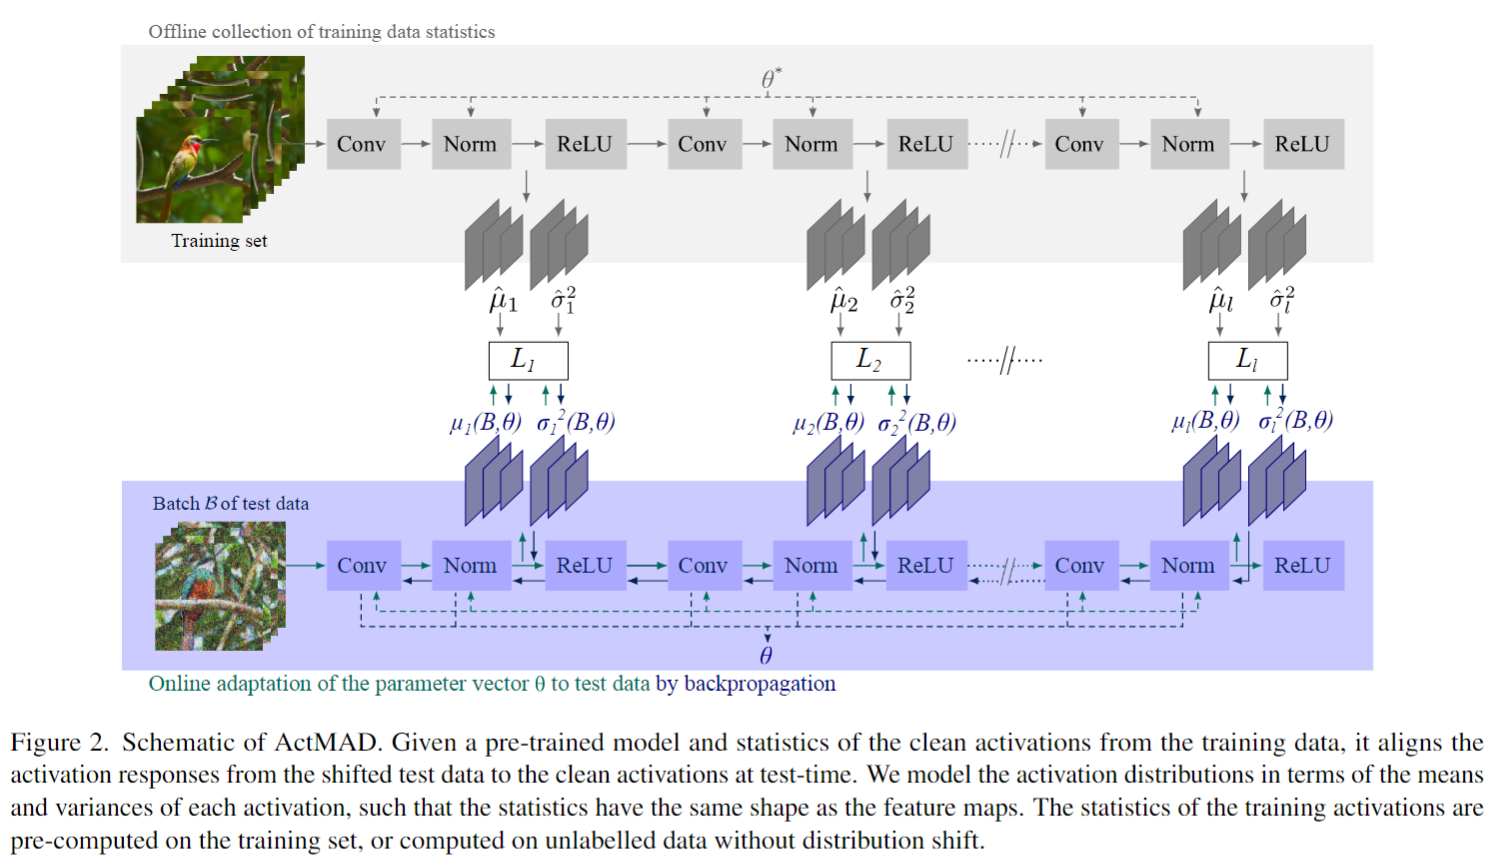 Offline collection of training data statistics
θ*
Conv Norm ReLU Conv Norm ReLU Conv Norm ReLU
Training set
μ̂₁ σ̂₁² μ̂₂ σ̂₂² μ̂ₗ σ̂ₗ²
L₁ L₂ Lₗ
μ₁(B,θ) σ₁²(B,θ) μ₂(B,θ) σ₂²(B,θ) μₗ(B,θ) σₗ²(B,θ)
Batch ℬ of test data
Conv Norm ReLU Conv Norm ReLU Conv Norm ReLU
θ
Online adaptation of the parameter vector θ to test data by backpropagation
Figure 2. Schematic of ActMAD. Given a pre-trained model and statistics of the clean activations from the training data, it aligns the
activation responses from the shifted test data to the clean activations at test-time. We model the activation distributions in terms of the means
and variances of each activation, such that the statistics have the same shape as the feature maps. The statistics of the training activations are
pre-computed on the training set, or computed on unlabelled data without distribution shift.